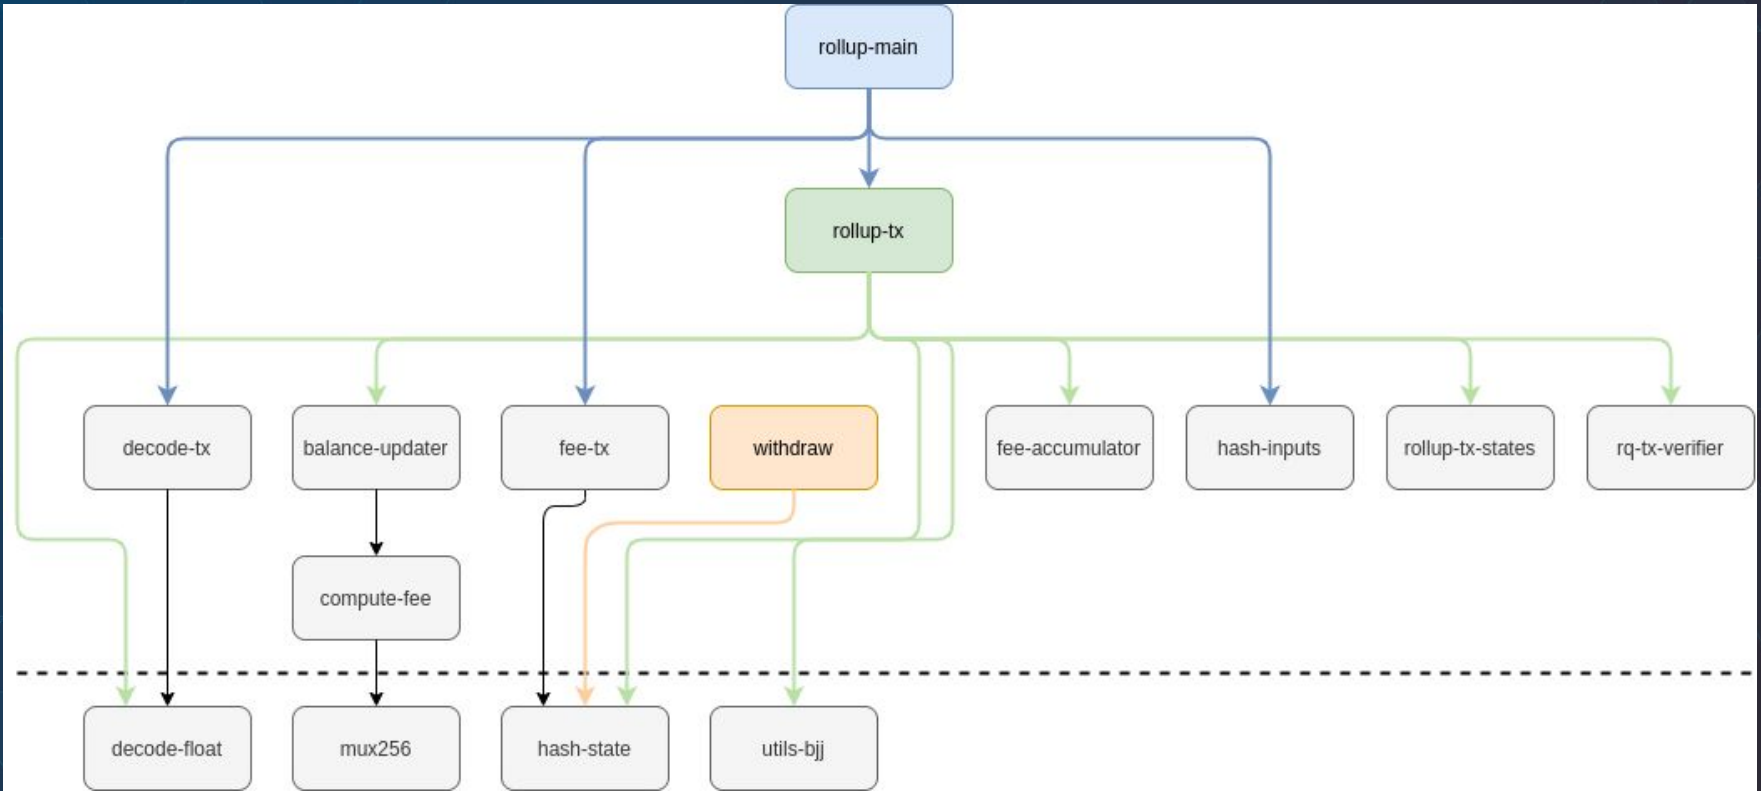 rollup-main
rollup-tx
decode-tx
balance-updater
fee-tx
withdraw
fee-accumulator
hash-inputs
rollup-tx-states
rq-tx-verifier
compute-fee
decode-float
mux256
hash-state
utils-bjj